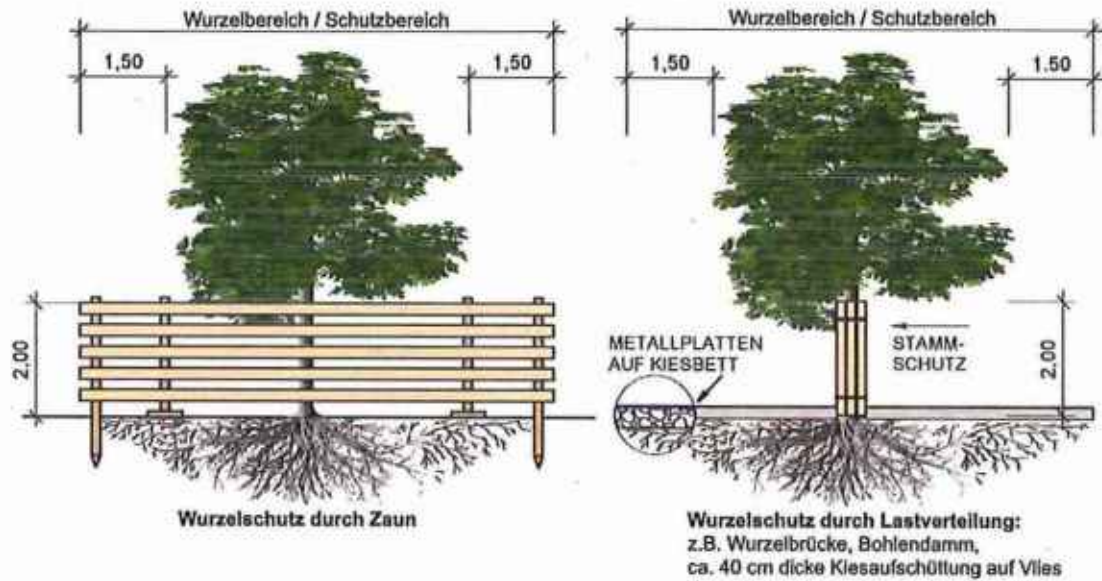 Wurzelbereich / Schutzbereich
1,50
1,50
2,00
Wurzelschutz durch Zaun
Wurzelbereich / Schutzbereich
1,50
1.50
METALLPLATTEN
AUF KIESBETT
STAMM-
SCHUTZ
2,00
Wurzelschutz durch Lastverteilung:
z.B. Wurzelbrücke, Bohlendamm,
ca. 40 cm dicke Kiesaufschüttung auf Vlies